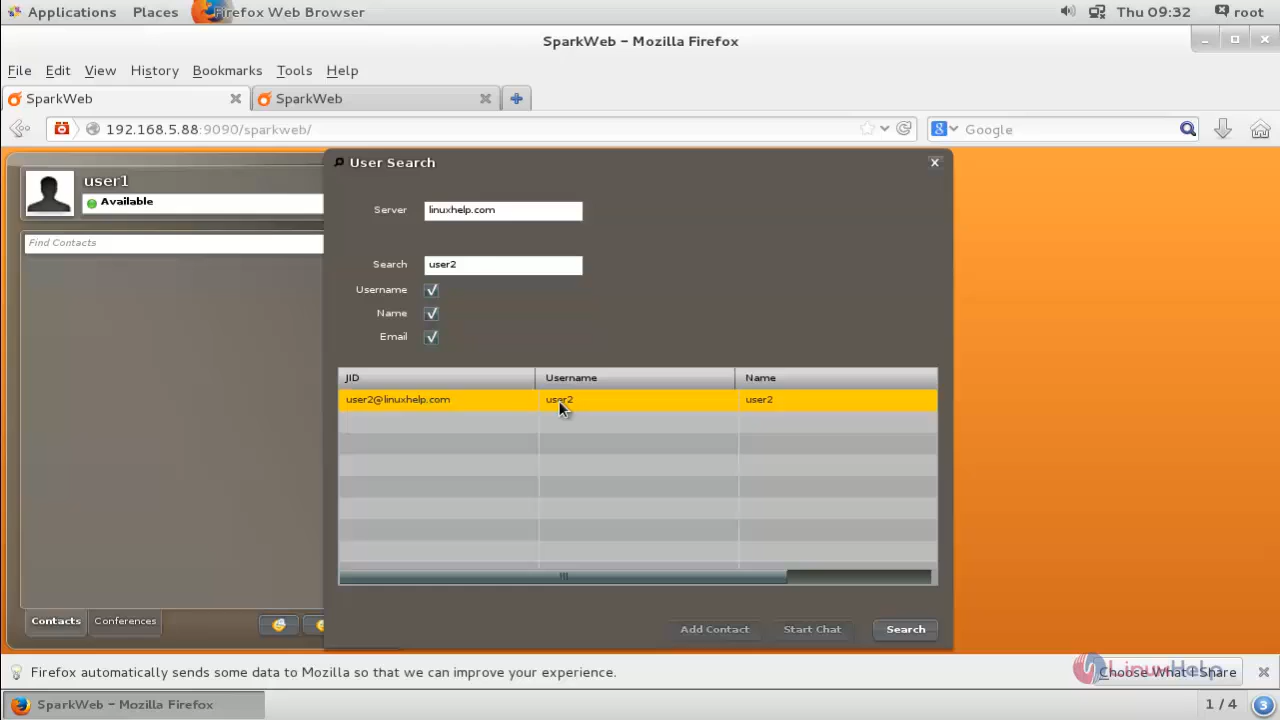 Applications Places Firefox Web Browser Thu 09:32 root
SparkWeb - Mozilla Firefox
File Edit View History Bookmarks Tools Help
SparkWeb SparkWeb
192.168.5.88:9090/sparkweb/ Google
User Search
user1
Available
Server linuxhelp.com
Find Contacts
Search user2
Username
Name
Email
JID Username Name
user2@linuxhelp.com user2 user2
Contacts Conferences
Add Contact Start Chat Search
Firefox automatically sends some data to Mozilla so that we can improve your experience. Choose What I Share
LinuxHelp
SparkWeb - Mozilla Firefox 1 / 4 3